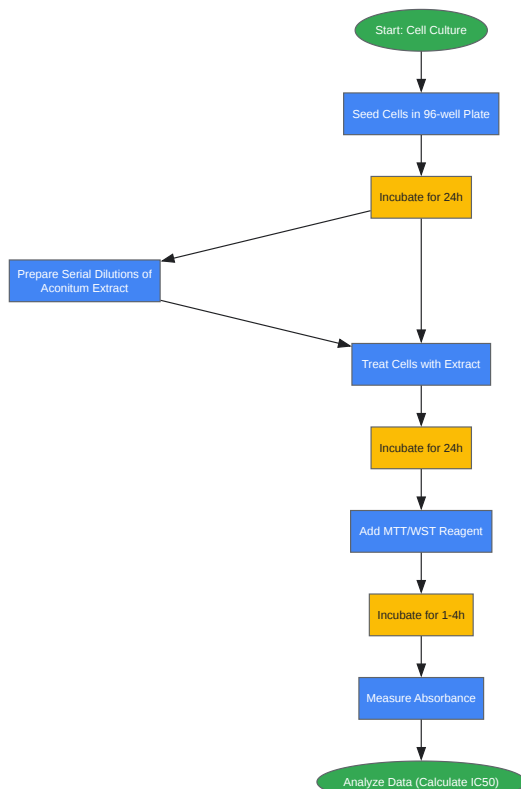 Start: Cell Culture
Seed Cells in 96-well Plate
Incubate for 24h
Prepare Serial Dilutions of
Aconitum Extract
Treat Cells with Extract
Incubate for 24h
Add MTT/WST Reagent
Incubate for 1-4h
Measure Absorbance
Analyze Data (Calculate IC50)